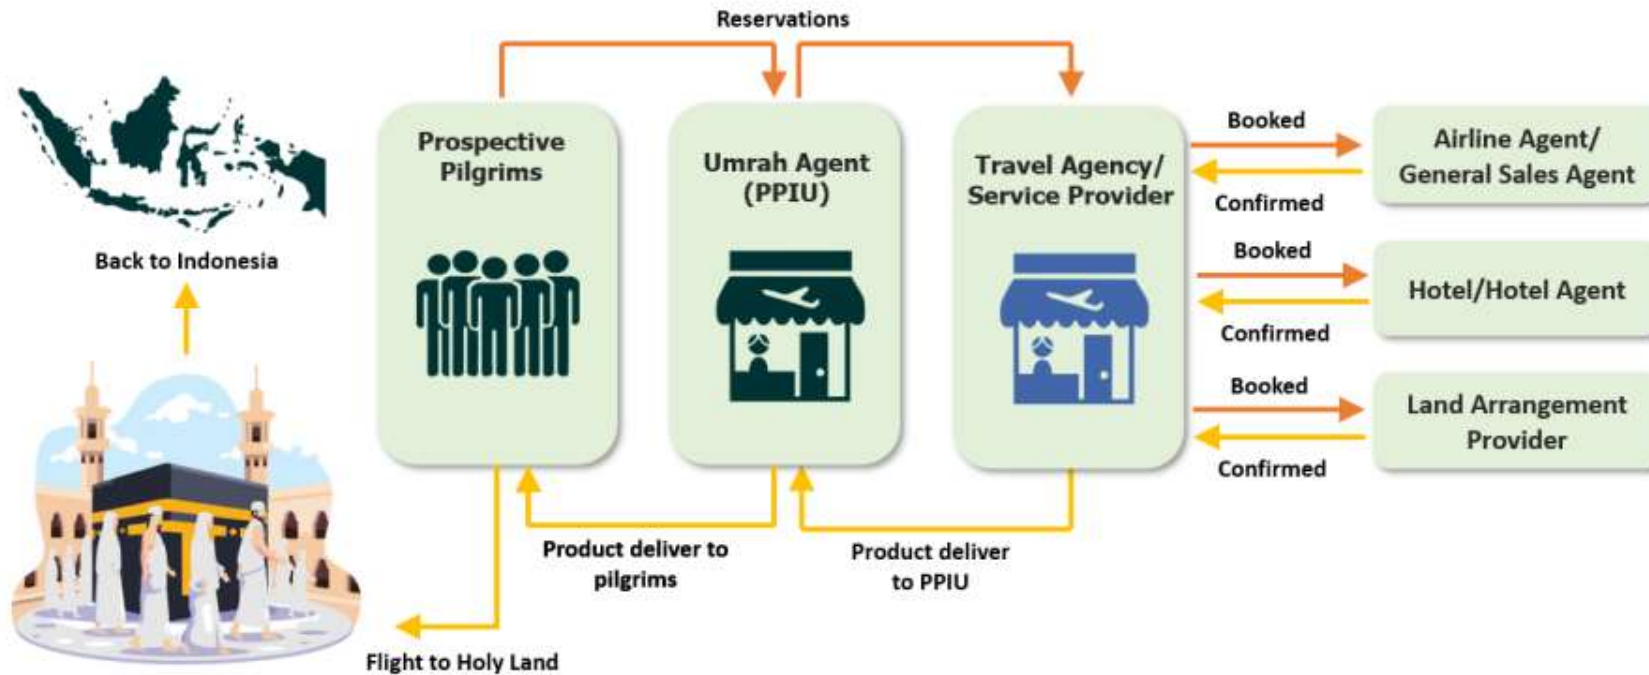 Reservations
Prospective
Pilgrims
Umrah Agent
(PPIU)
Travel Agency/
Service Provider
Booked
Confirmed
Airline Agent/
General Sales Agent
Booked
Confirmed
Hotel/Hotel Agent
Booked
Confirmed
Land Arrangement
Provider
Back to Indonesia
Product deliver to
pilgrims
Product deliver
to PPIU
Flight to Holy Land